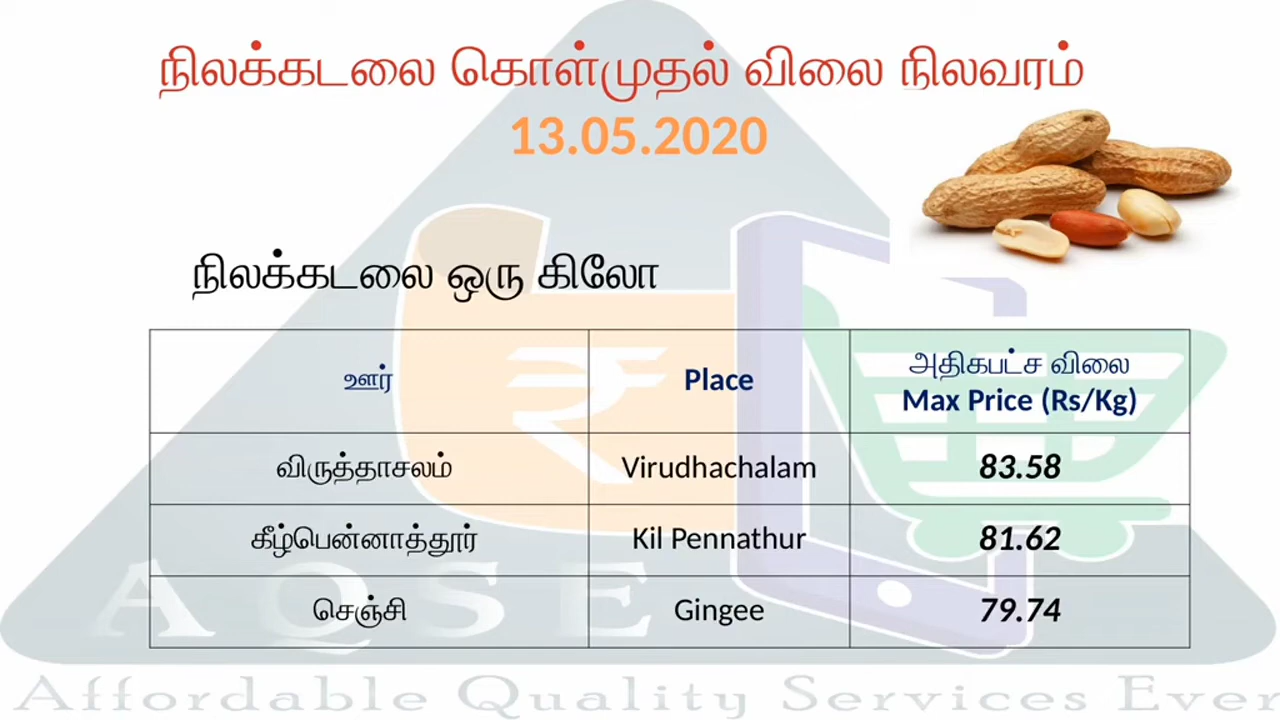 நிலக்கடலை கொள்முதல் விலை நிலவரம்
13.05.2020
நிலக்கடலை ஒரு கிலோ
ஊர் Place அதிகபட்ச விலை
Max Price (Rs/Kg)
விருத்தாசலம் Virudhachalam 83.58
கீழ்பென்னாத்தூர் Kil Pennathur 81.62
செஞ்சி Gingee 79.74
AQSE
Affordable Quality Services Ever